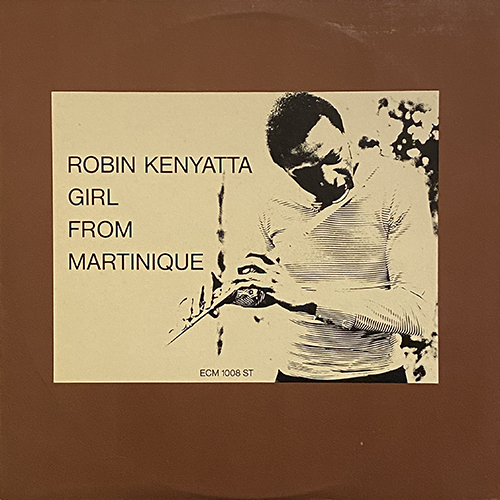 ROBIN KENYATTA
GIRL
FROM
MARTINIQUE
ECM 1008 ST